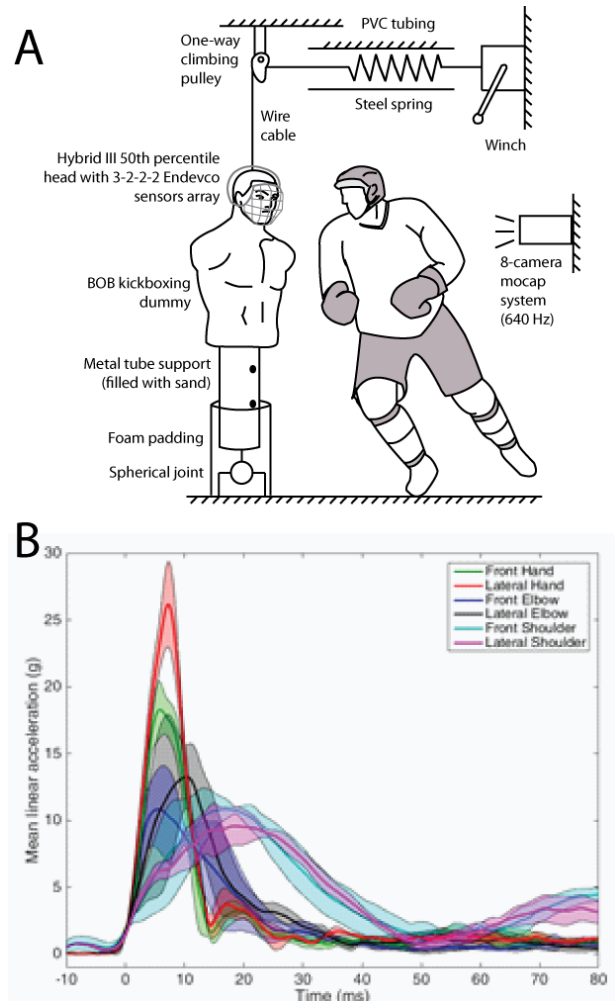 A
One-way
climbing
pulley
PVC tubing
Steel spring
Wire
cable
Winch
Hybrid III 50th percentile
head with 3-2-2-2 Endevco
sensors array
8-camera
mocap
system
(640 Hz)
BOB kickboxing
dummy
Metal tube support
(filled with sand)
Foam padding
Spherical joint
B
30
25
20
15
10
5
0
Mean linear acceleration (g)
Front Hand
Lateral Hand
Front Elbow
Lateral Elbow
Front Shoulder
Lateral Shoulder
-10 0 10 20 30 40 50 60 70 80
Time (ms)